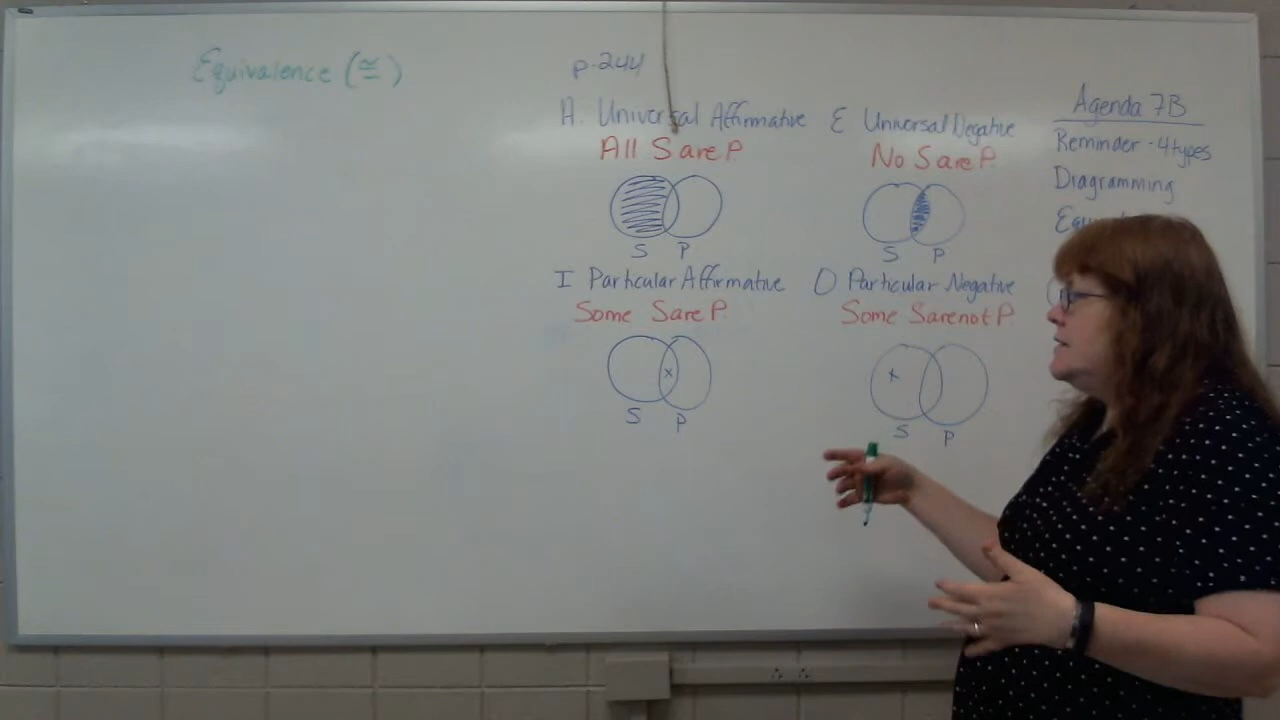 Equivalence (≅)
p. 244
A. Universal Affirmative
All S are P.
S P
E Universal Negative
No S are P.
S P
I Particular Affirmative
Some S are P.
S P
O Particular Negative
Some S are not P.
S P
Agenda 7B
Reminder - 4 types
Diagramming